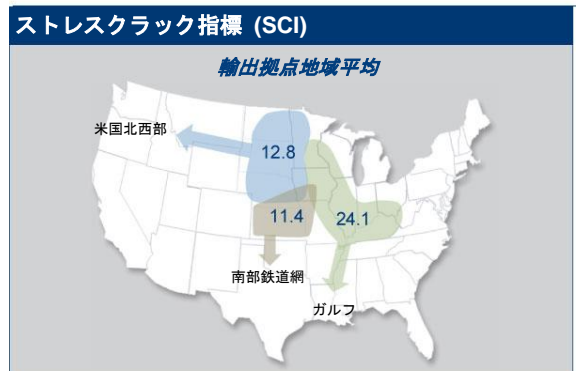 ストレスクラック指標 (SCI)
輸出拠点地域平均
米国北西部
12.8
11.4
24.1
南部鉄道網
ガルフ